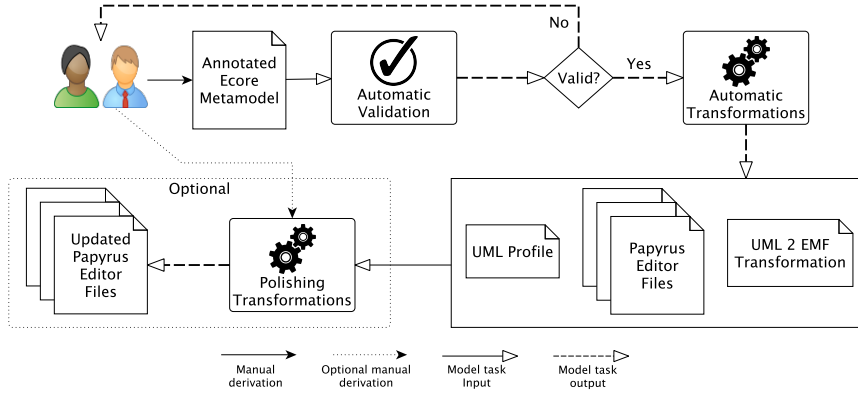 No
Annotated
Ecore
Metamodel
Automatic
Validation
Valid?
Yes
Automatic
Transformations
Optional
Updated
Papyrus
Editor
Files
Polishing
Transformations
UML Profile
Papyrus
Editor
Files
UML 2 EMF
Transformation
Manual
derivation
Optional manual
derivation
Model task
Input
Model task
output